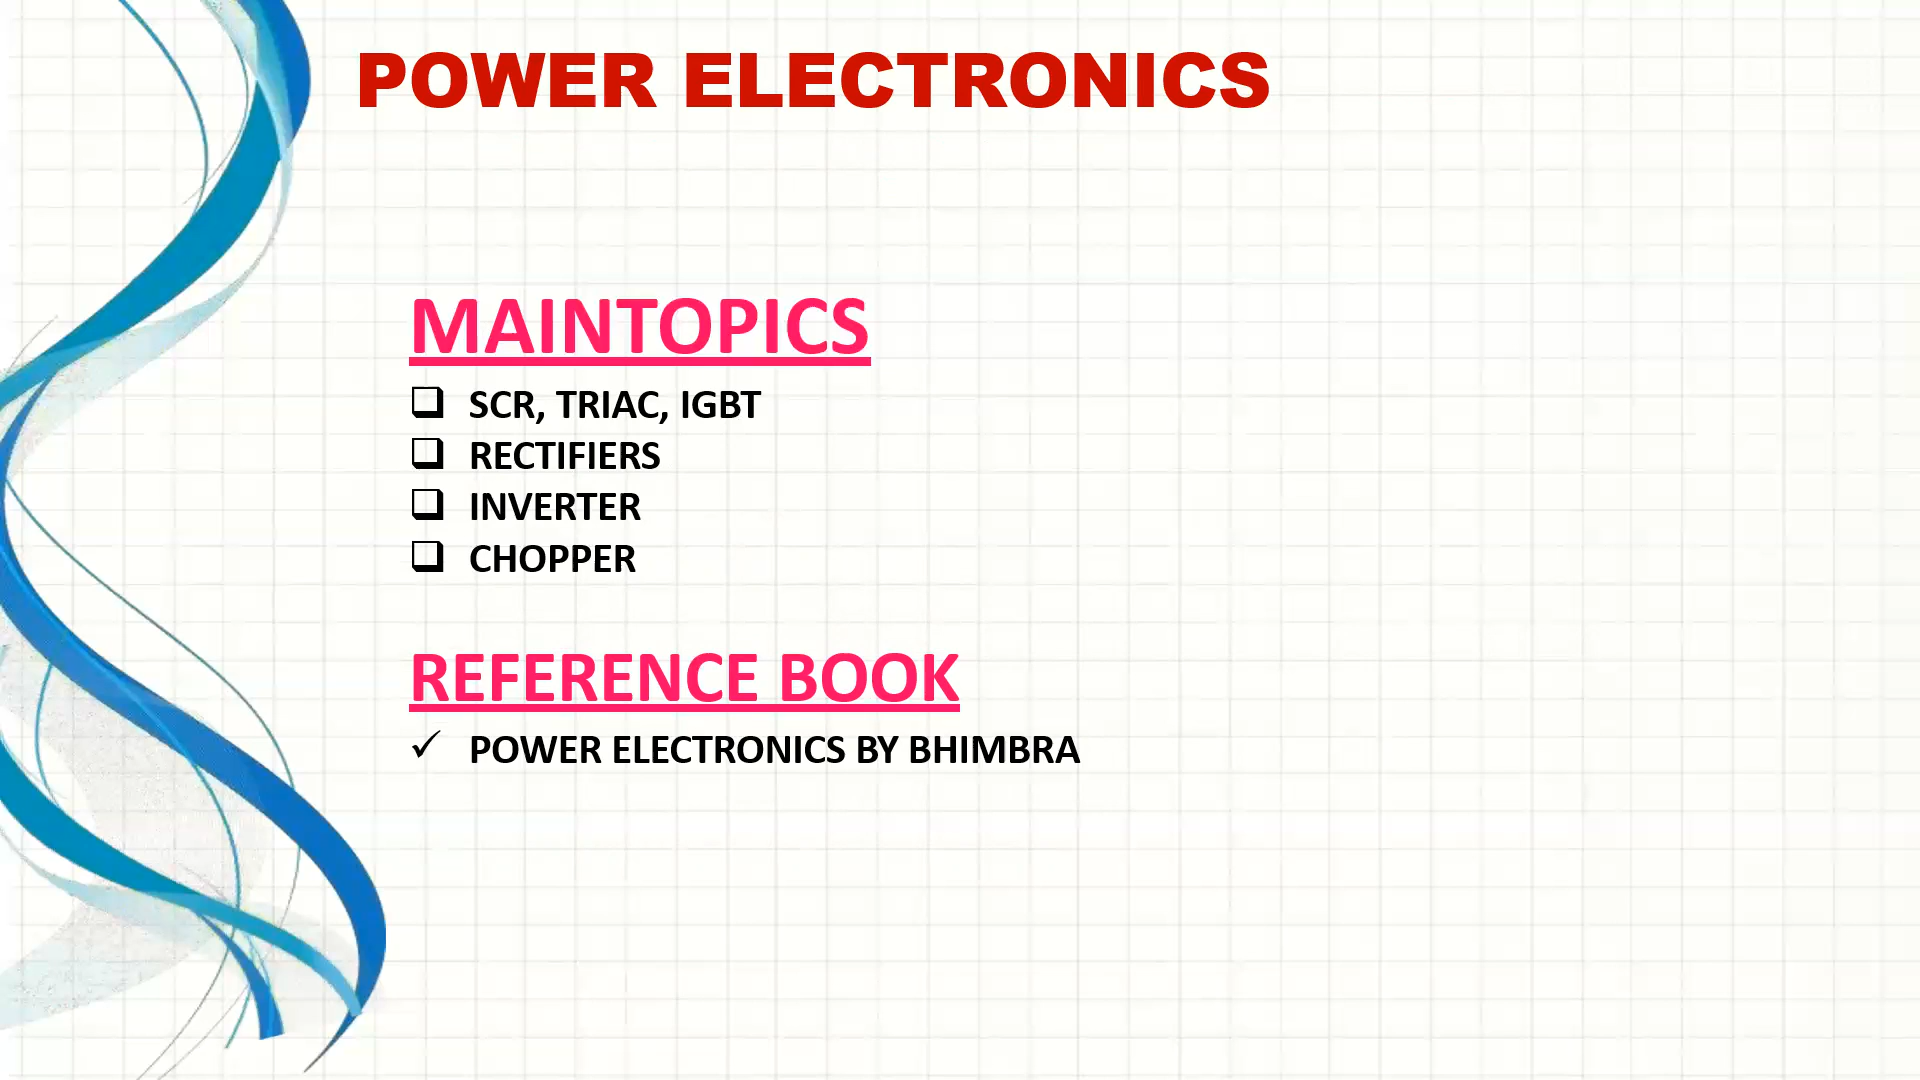 POWER ELECTRONICS
MAINTOPICS
❑ SCR, TRIAC, IGBT
❑ RECTIFIERS
❑ INVERTER
❑ CHOPPER
REFERENCE BOOK
✓ POWER ELECTRONICS BY BHIMBRA